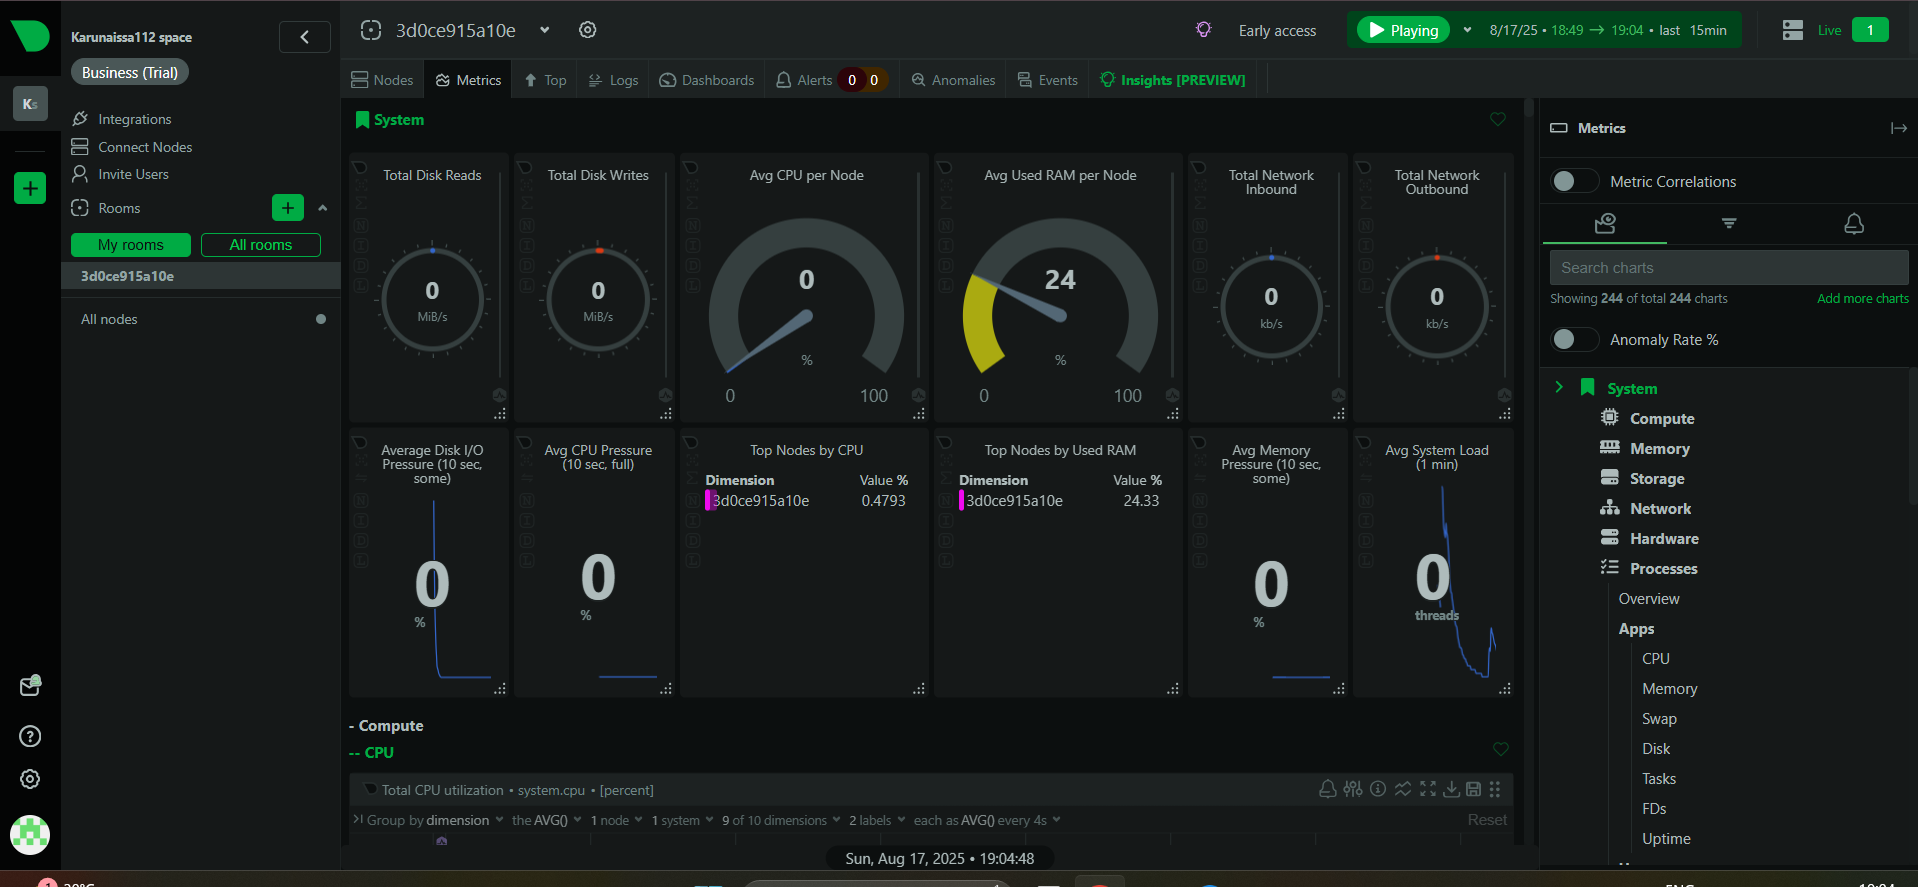 Karunaissa112 space
Business (Trial)
Ks
Integrations
Connect Nodes
Invite Users
Rooms
My rooms
All rooms
3d0ce915a10e
All nodes
3d0ce915a10e
Early access
Playing
8/17/25 • 18:49 → 19:04 • last 15min
Live
1
Nodes
Metrics
Top
Logs
Dashboards
Alerts 0 0
Anomalies
Events
Insights [PREVIEW]
System
Total Disk Reads
0
MiB/s
Total Disk Writes
0
MiB/s
Avg CPU per Node
0
%
0 100
Avg Used RAM per Node
24
%
0 100
Total Network
Inbound
0
kb/s
Total Network
Outbound
0
kb/s
Average Disk I/O
Pressure (10 sec,
some)
0
%
Avg CPU Pressure
(10 sec, full)
0
%
Top Nodes by CPU
Dimension Value %
3d0ce915a10e 0.4793
Top Nodes by Used RAM
Dimension Value %
3d0ce915a10e 24.33
Avg Memory
Pressure (10 sec,
some)
0
%
Avg System Load
(1 min)
0
threads
- Compute
-- CPU
Total CPU utilization • system.cpu • [percent]
Group by dimension the AVG() 1 node 1 system 9 of 10 dimensions 2 labels each as AVG() every 4s Reset
Sun, Aug 17, 2025 • 19:04:48
Metrics
Metric Correlations
Search charts
Showing 244 of total 244 charts
Add more charts
Anomaly Rate %
System
Compute
Memory
Storage
Network
Hardware
Processes
Overview
Apps
CPU
Memory
Swap
Disk
Tasks
FDs
Uptime